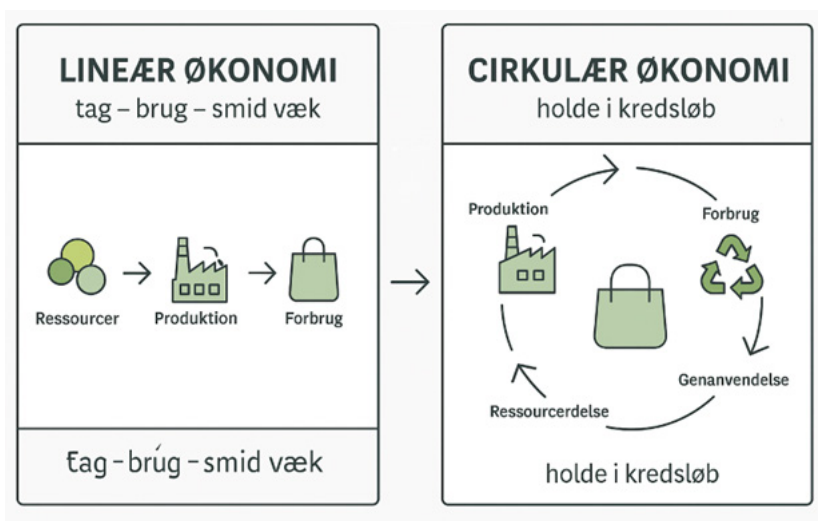 LINEÆR ØKONOMI
tag – brug – smid væk
Ressourcer
Produktion
Forbrug
tag – brúg – smid væk
CIRKULÆR ØKONOMI
holde i kredsløb
Produktion
Forbrug
Genanvendelse
Ressourcerdelse
holde i kredsløb